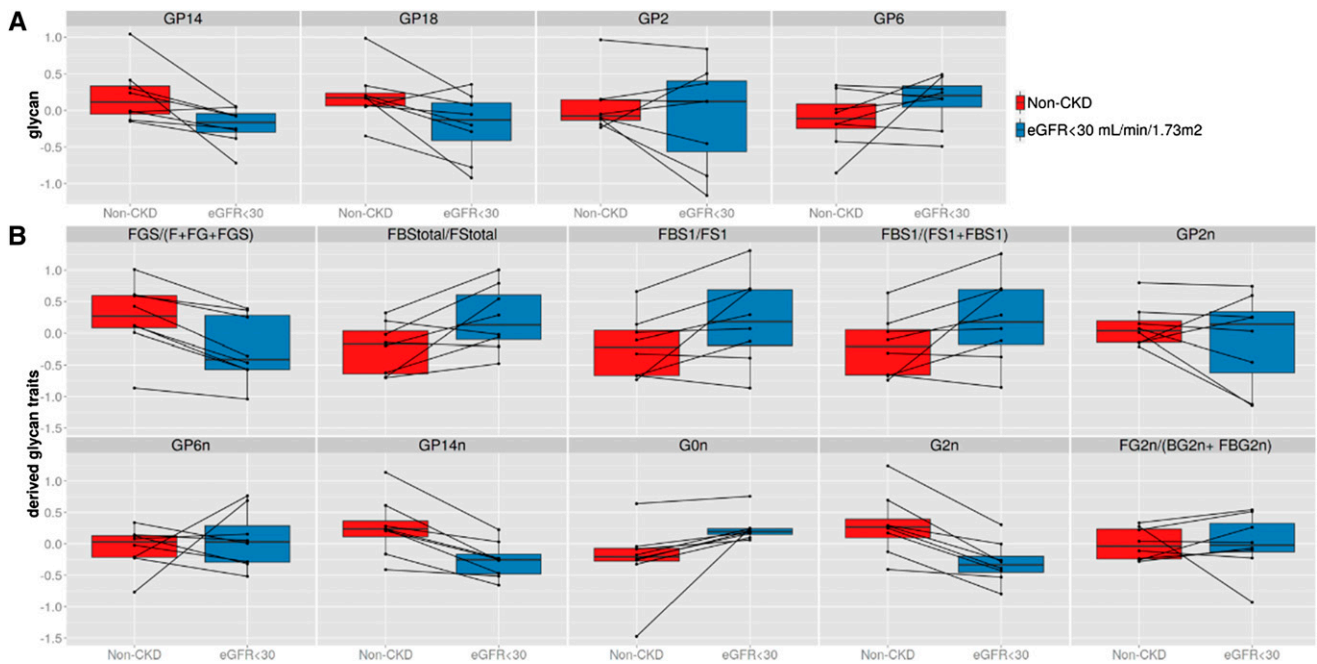 A
GP14 GP18 GP2 GP6
1.0
0.5
0.0
-0.5
-1.0
glycan
Non-CKD eGFR<30 Non-CKD eGFR<30 Non-CKD eGFR<30 Non-CKD eGFR<30
Non-CKD
eGFR<30 mL/min/1.73m2
B
FGS/(F+FG+FGS) FBStotal/FStotal FBS1/FS1 FBS1/(FS1+FBS1) GP2n
1.0
0.5
0.0
-0.5
-1.0
-1.5
derived glycan traits
GP6n GP14n G0n G2n FG2n/(BG2n+ FBG2n)
1.0
0.5
0.0
-0.5
-1.0
-1.5
Non-CKD eGFR<30 Non-CKD eGFR<30 Non-CKD eGFR<30 Non-CKD eGFR<30 Non-CKD eGFR<30